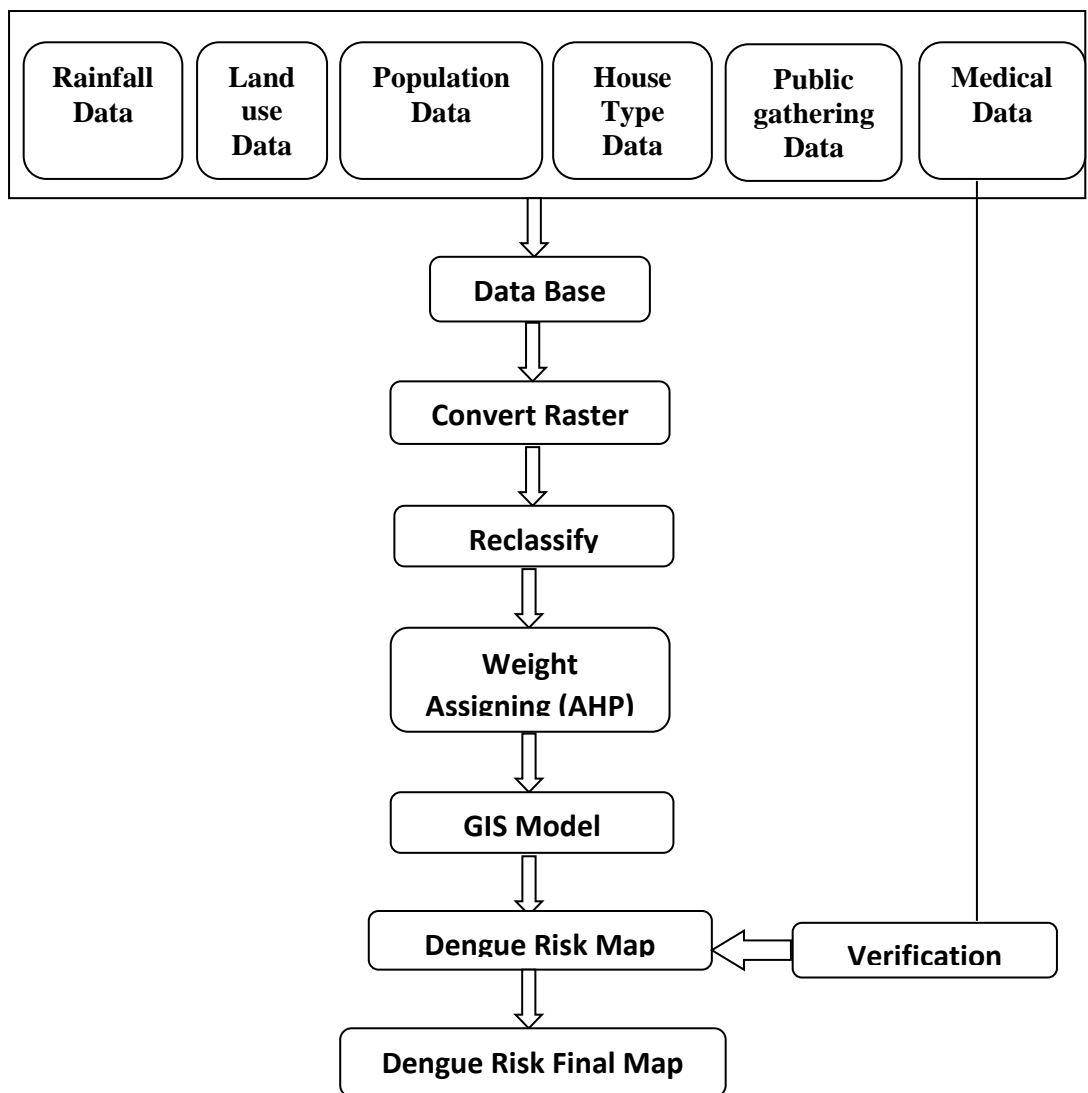 Rainfall
Data
Land
use
Data
Population
Data
House
Type
Data
Public
gathering
Data
Medical
Data
Data Base
Convert Raster
Reclassify
Weight
Assigning (AHP)
GIS Model
Dengue Risk Map
Verification
Dengue Risk Final Map